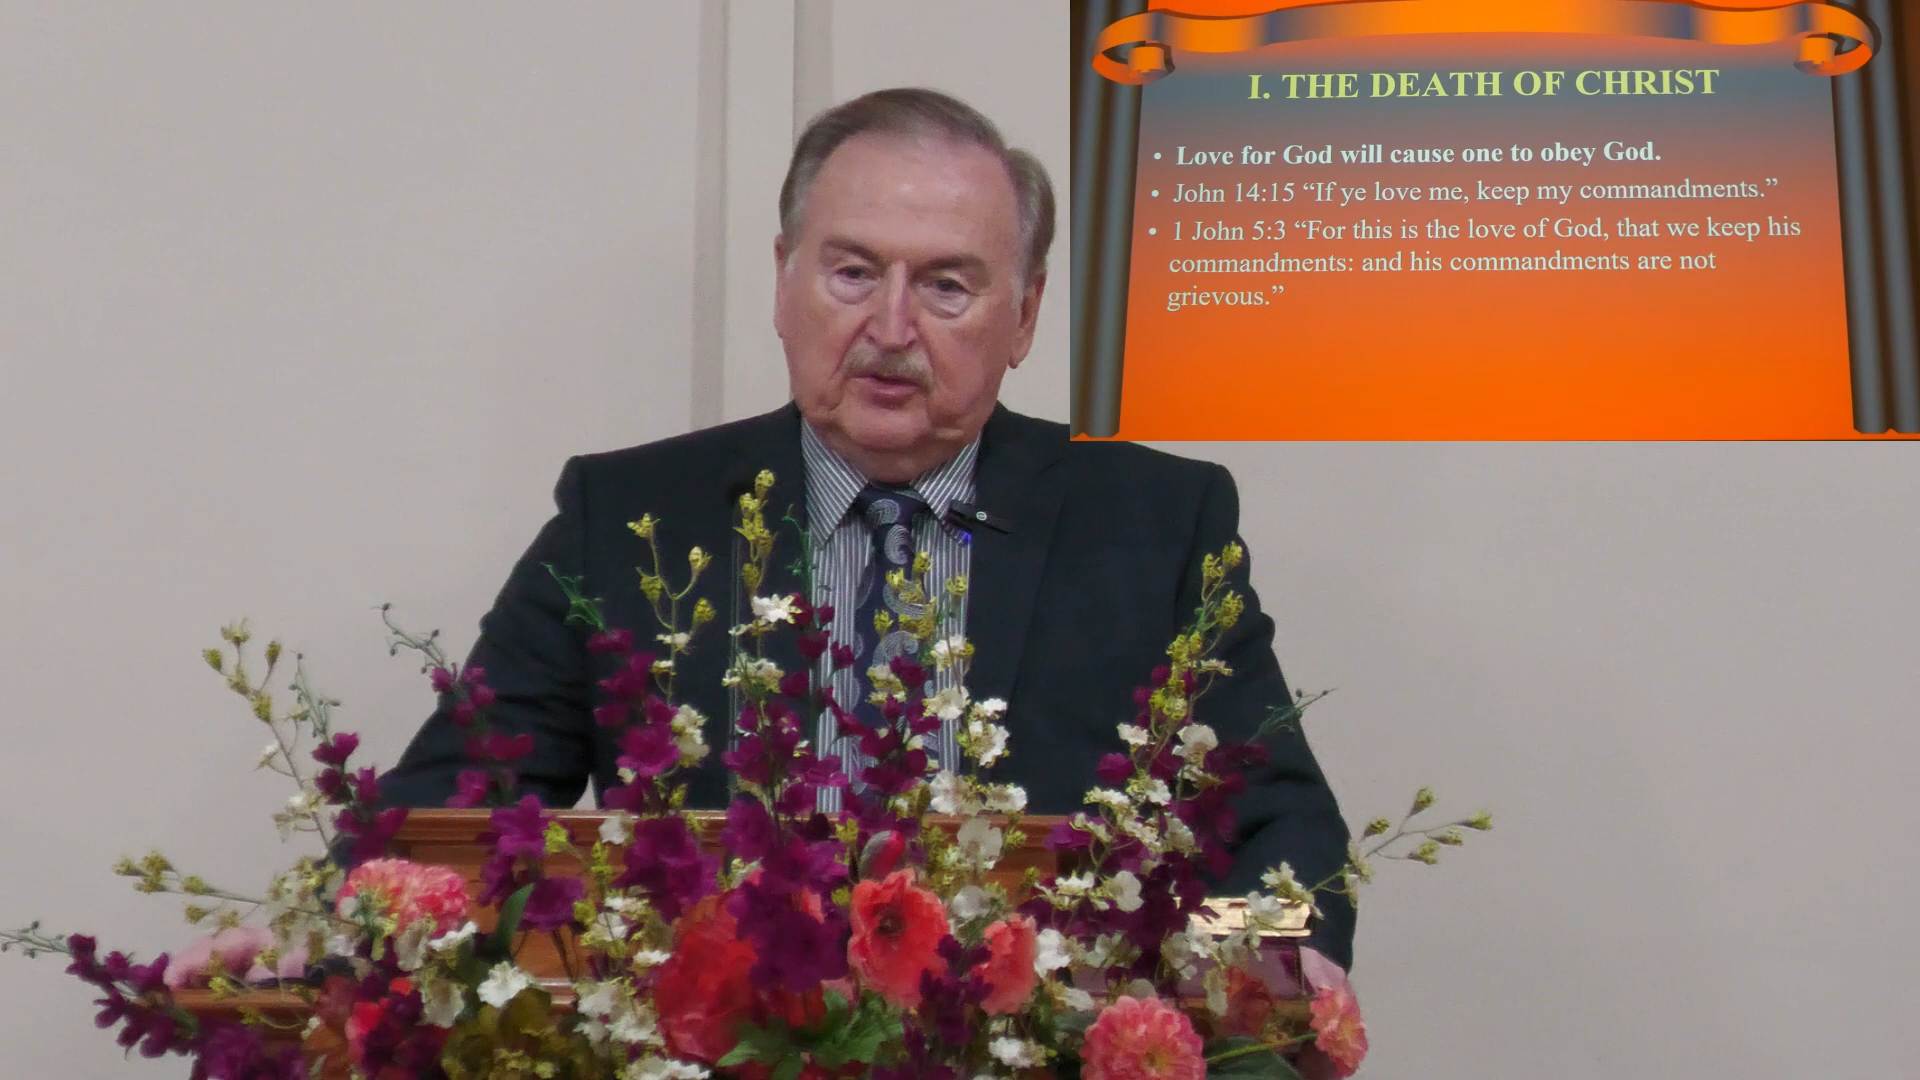 I. THE DEATH OF CHRIST
• Love for God will cause one to obey God.
• John 14:15 “If ye love me, keep my commandments.”
• 1 John 5:3 “For this is the love of God, that we keep his
commandments: and his commandments are not
grievous.”